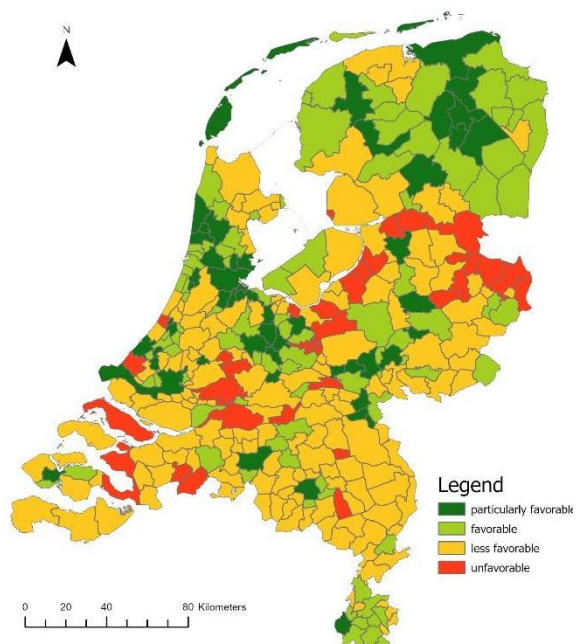 N
Legend
particularly favorable
favorable
less favorable
unfavorable
0 20 40 80 Kilometers